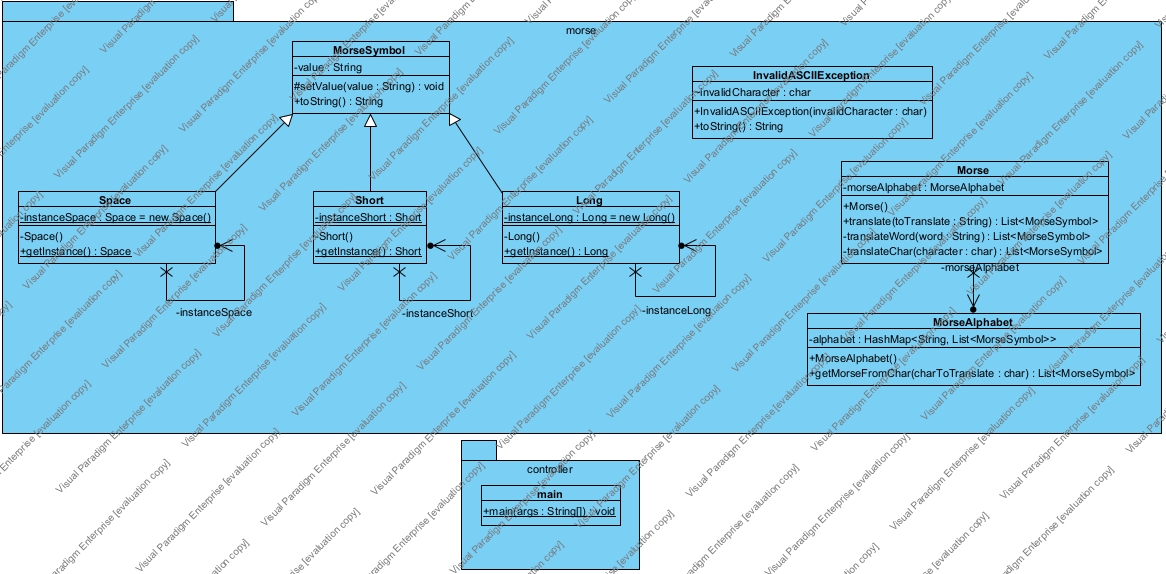 morse
MorseSymbol
-value : String
#setValue(value : String) : void
+toString() : String
InvalidASCIIException
~invalidCharacter : char
+InvalidASCIIException(invalidCharacter : char)
+toString() : String
Space
-instanceSpace : Space = new Space()
-Space()
+getInstance() : Space
-instanceSpace
Short
-instanceShort : Short
-Short()
+getInstance() : Short
-instanceShort
Long
-instanceLong : Long = new Long()
-Long()
+getInstance() : Long
-instanceLong
Morse
-morseAlphabet : MorseAlphabet
+Morse()
+translate(toTranslate : String) : List<MorseSymbol>
-translateWord(word : String) : List<MorseSymbol>
-translateChar(character : char) : List<MorseSymbol>
-morseAlphabet
MorseAlphabet
-alphabet : HashMap<String, List<MorseSymbol>>
+MorseAlphabet()
+getMorseFromChar(charToTranslate : char) : List<MorseSymbol>
controller
main
+main(args : String[]) : void
Visual Paradigm Enterprise [evaluation copy]